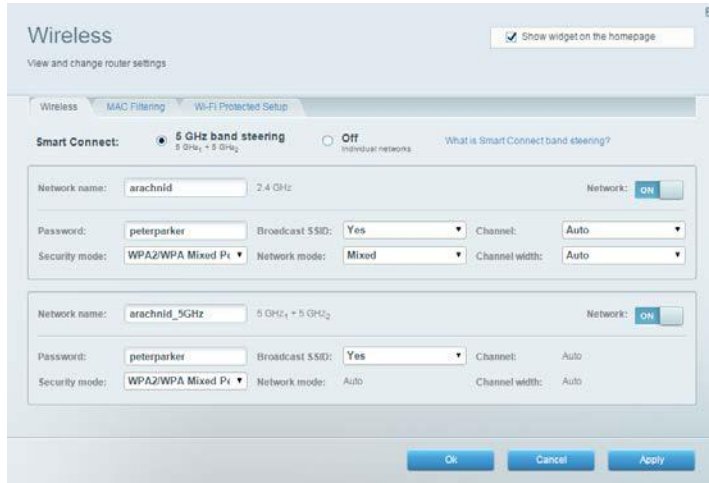 Wireless
Show widget on the homepage
View and change router settings
Wireless MAC Filtering Wi-Fi Protected Setup
Smart Connect: 5 GHz band steering Off What is Smart Connect band steering?
5 GHz₁ + 5 GHz₂ Individual networks
Network name: arachnid 2.4 GHz Network: ON
Password: peterparker Broadcast SSID: Yes Channel: Auto
Security mode: WPA2/WPA Mixed Network mode: Mixed Channel width: Auto
Network name: arachnid_5GHz 5 GHz₁ + 5 GHz₂ Network: ON
Password: peterparker Broadcast SSID: Yes Channel: Auto
Security mode: WPA2/WPA Mixed Network mode: Auto Channel width: Auto
Ok Cancel Apply